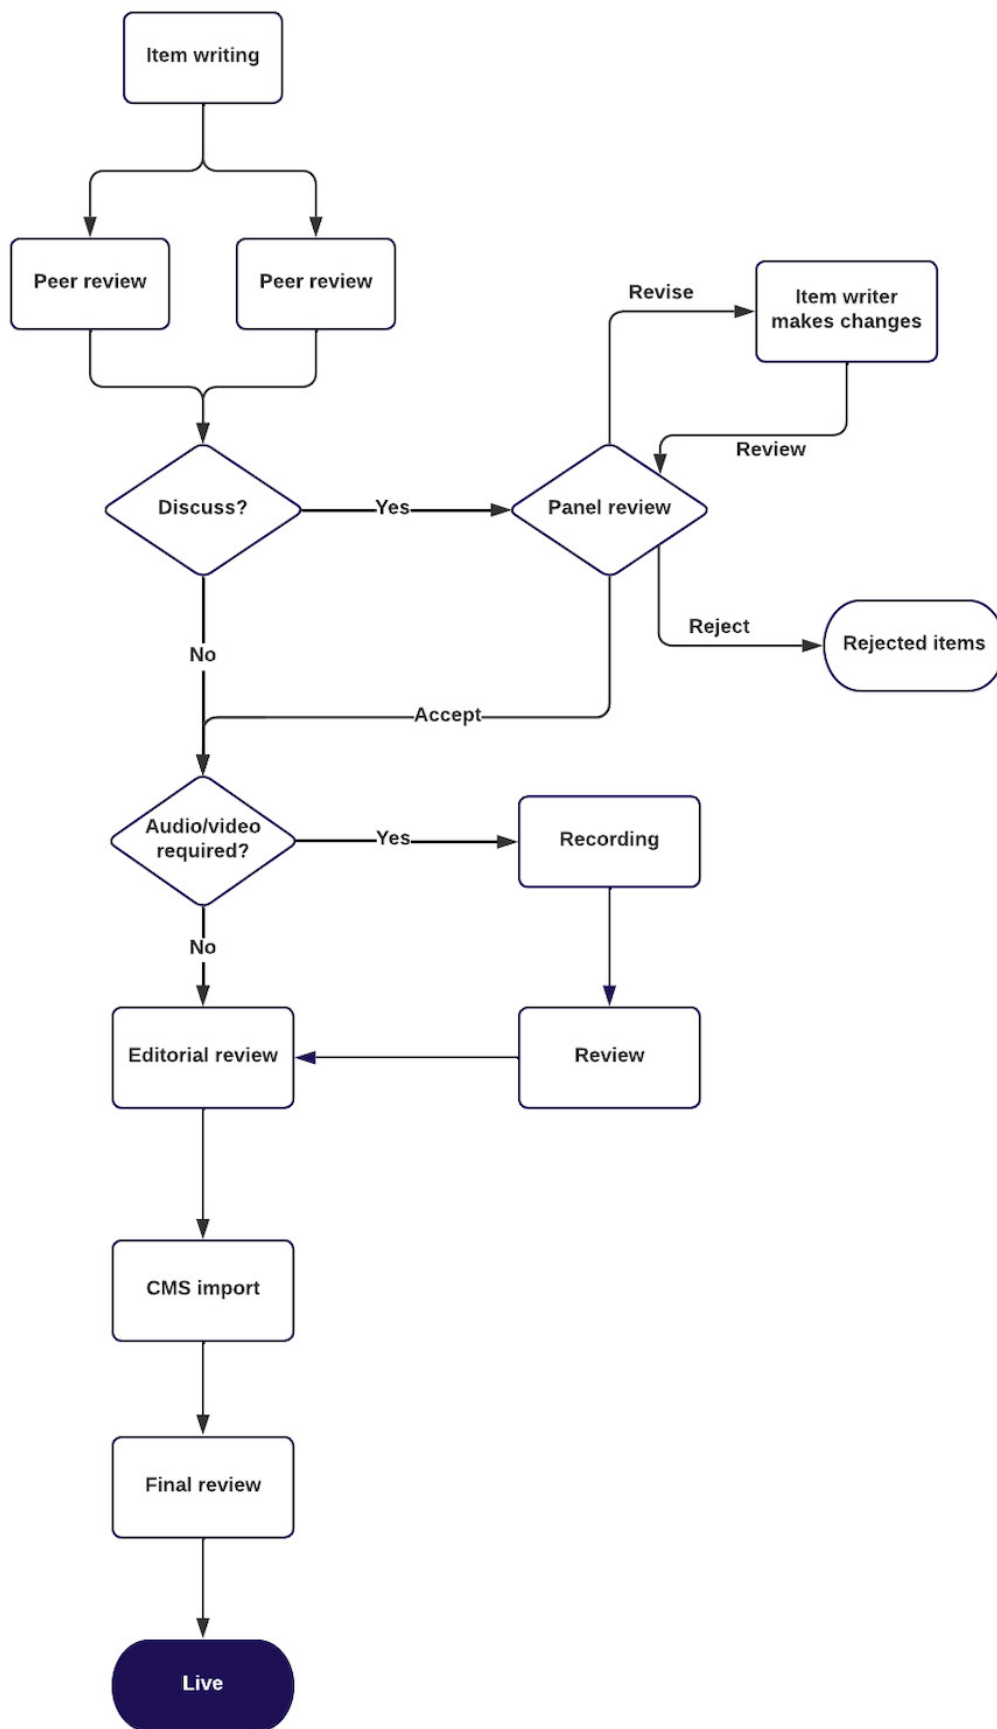 Item writing
Peer review
Peer review
Revise
Item writer
makes changes
Review
Discuss?
Yes
Panel review
Reject
Rejected items
No
Accept
Audio/video
required?
Yes
Recording
No
Editorial review
Review
CMS import
Final review
Live